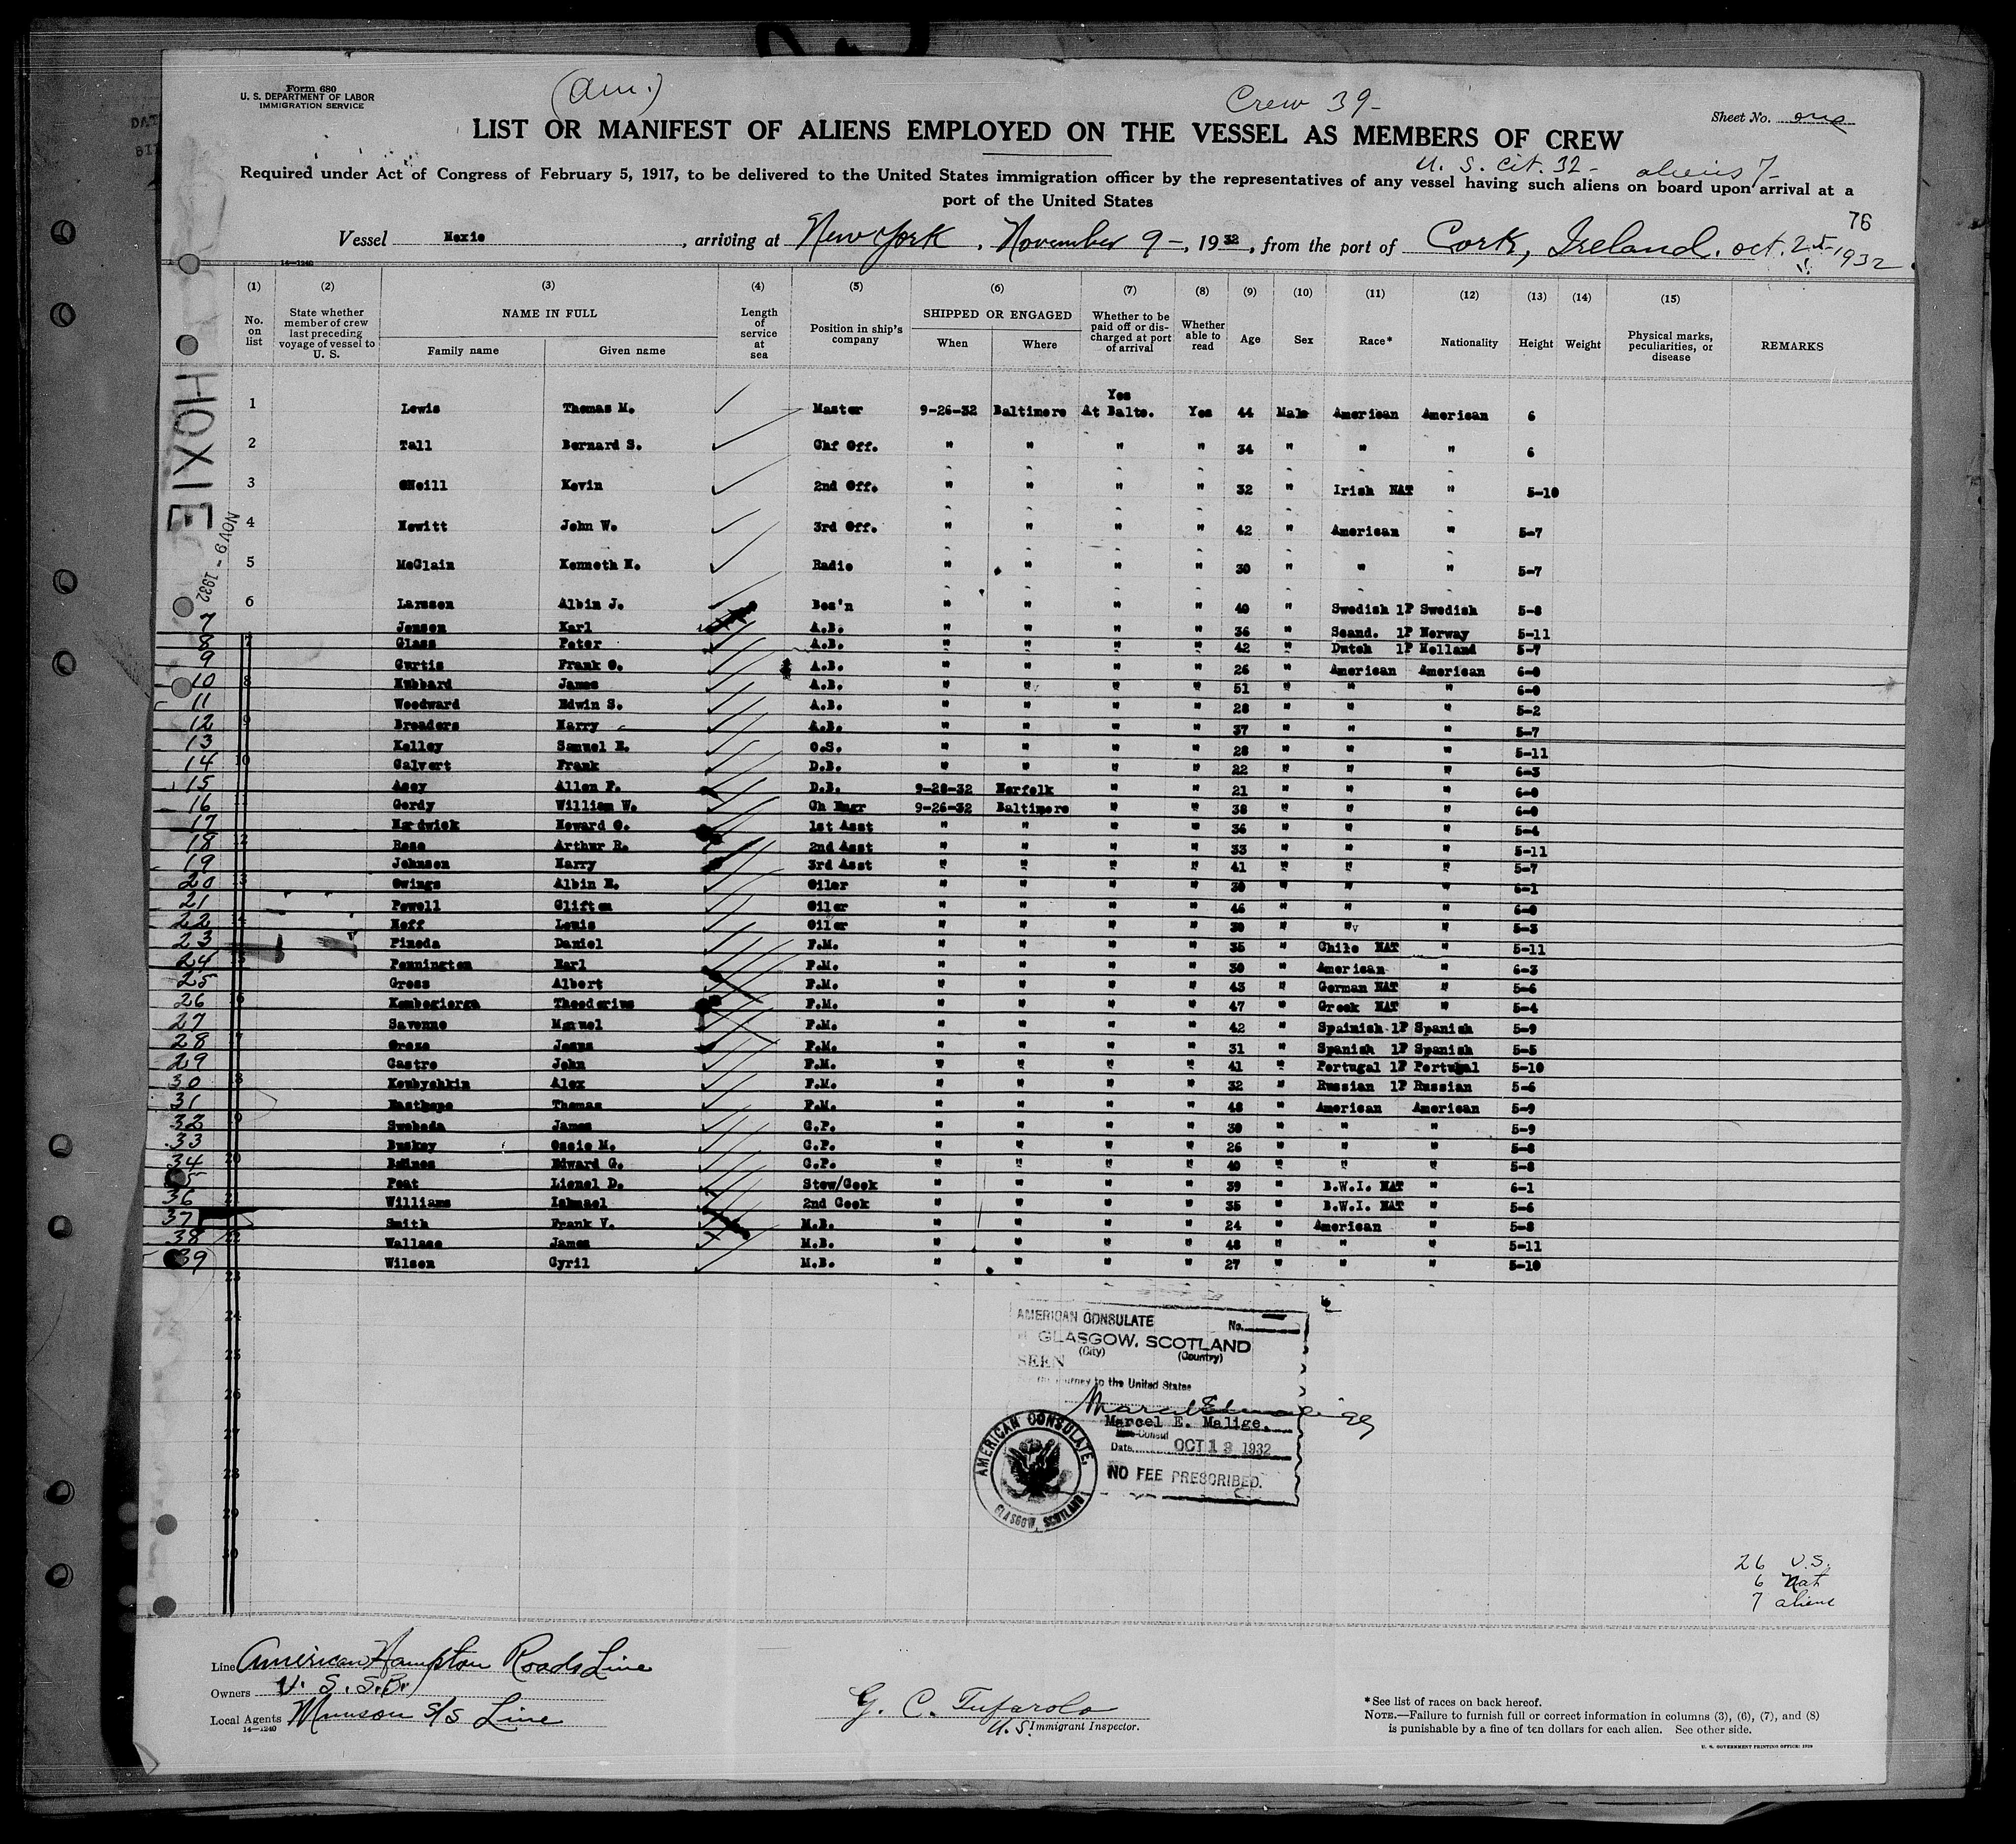 Form 680
U. S. DEPARTMENT OF LABOR
IMMIGRATION SERVICE
(Am.)
Crew 39-
Sheet No. one
LIST OR MANIFEST OF ALIENS EMPLOYED ON THE VESSEL AS MEMBERS OF CREW
U. S. Cit. 32- aliens 7-
Required under Act of Congress of February 5, 1917, to be delivered to the United States immigration officer by the representatives of any vessel having such aliens on board upon arrival at a
port of the United States
76
Vessel Hoxie, arriving at New York, November 9-, 1932, from the port of Cork, Ireland. oct. 25-1932
14-1240
(1) (2) (3) (4) (5) (6) (7) (8) (9) (10) (11) (12) (13) (14) (15)
No. on list
State whether member of crew last preceding voyage of vessel to U. S.
NAME IN FULL
Family name Given name
Length of service at sea
Position in ship's company
SHIPPED OR ENGAGED
When Where
Whether to be paid off or discharged at port of arrival
Whether able to read
Age Sex Race* Nationality Height Weight
Physical marks, peculiarities, or disease
REMARKS
HOXIE
NOV 9 - 1932
Yes
1 Lewis Thomas M. Master 9-26-32 Baltimore At Balto. Yes 44 Male American American 6
2 Tall Bernard S. Chf Off. " " " " 34 " " " 6
3 ONeill Kevin 2nd Off. " " " " 32 " Irish NAT " 5-10
4 Hewitt John W. 3rd Off. " " " " 42 " American " 5-7
5 McClain Kenneth H. Radio " " " " 30 " " " 5-7
6 Larsson Albin J. Bos'n " " " " 40 " Swedish 1P Swedish 5-8
7 Jensen Karl A.B. " " " " 36 " Scand. 1P Norway 5-11
8 Glass Peter A.B. " " " " 42 " Dutch 1P Holland 5-7
9 Curtis Frank O. A.B. " " " " 26 " American American 6-0
10 Hubbard James A.B. " " " " 51 " " " 6-0
11 Woodward Edwin S. A.B. " " " " 28 " " " 5-2
12 Broaders Harry A.B. " " " " 37 " " " 5-7
13 Kelley Samuel E. O.S. " " " " 28 " " " 5-11
14 Calvert Frank D.B. " " " " 22 " " " 6-3
15 Acey Allen P. D.B. 9-28-32 Norfolk " " 21 " " " 6-0
16 Gordy William W. Ch Engr 9-26-32 Baltimore " " 38 " " " 6-0
17 Hardwick Howard O. 1st Asst " " " " 36 " " " 5-4
18 Rose Arthur R. 2nd Asst " " " " 33 " " " 5-11
19 Johnson Harry 3rd Asst " " " " 41 " " " 5-7
20 Owings Albin E. Oiler " " " " 30 " " " 6-1
21 Powell Clifton Oiler " " " " 46 " " " 6-0
22 Neff Louis Oiler " " " " 30 " " " 5-3
23 Pineda Daniel F.M. " " " " 35 " Chile NAT " 5-11
24 Pennington Earl F.M. " " " " 30 " American " 6-3
25 Gross Albert F.M. " " " " 43 " German NAT " 5-6
26 Kombogiorga Theodorius F.M. " " " " 47 " Greek NAT " 5-4
27 Savenne Manuel F.M. " " " " 42 " Spainish 1P Spanish 5-9
28 Oroza Jesus F.M. " " " " 31 " Spanish 1P Spanish 5-5
29 Castro John F.M. " " " " 41 " Portugal 1P Portugal 5-10
30 Koubyshkin Alex F.M. " " " " 32 " Russian 1P Russian 5-6
31 Easthope Thomas F.M. " " " " 48 " American American 5-9
32 Swoboda James C.P. " " " " 30 " " " 5-9
33 Buskey Ossie M. C.P. " " " " 26 " " " 5-8
34 Baines Edward G. C.P. " " " " 40 " " " 5-8
35 Peat Lionel D. Stew/Cook " " " " 39 " B.W.I. NAT " 6-1
36 Williams Ishmael 2nd Cook " " " " 35 " B.W.I. NAT " 5-6
37 Smith Frank V. M.B. " " " " 24 " American " 5-8
38 Wallace James M.B. " " " " 48 " " " 5-11
39 Wilson Cyril M.B. " " " " 27 " " " 5-10
AMERICAN CONSULATE No.
GLASGOW, SCOTLAND
(City) (Country)
SEEN
journey to the United States
Marcel E. Malige.
Consul
Date OCT 13 1932
NO FEE PRESCRIBED.
AMERICAN CONSULATE,
GLASGOW, SCOTLAND
26 U.S.
6 Nat
7 aliens
Line American Hampton Roads Line
Owners U. S. S. B.
Local Agents Munson S/S Line
14-1240
G. C. Tufarolo
U.S. Immigrant Inspector.
*See list of races on back hereof.
NOTE.—Failure to furnish full or correct information in columns (3), (6), (7), and (8)
is punishable by a fine of ten dollars for each alien. See other side.
U. S. GOVERNMENT PRINTING OFFICE: 1929